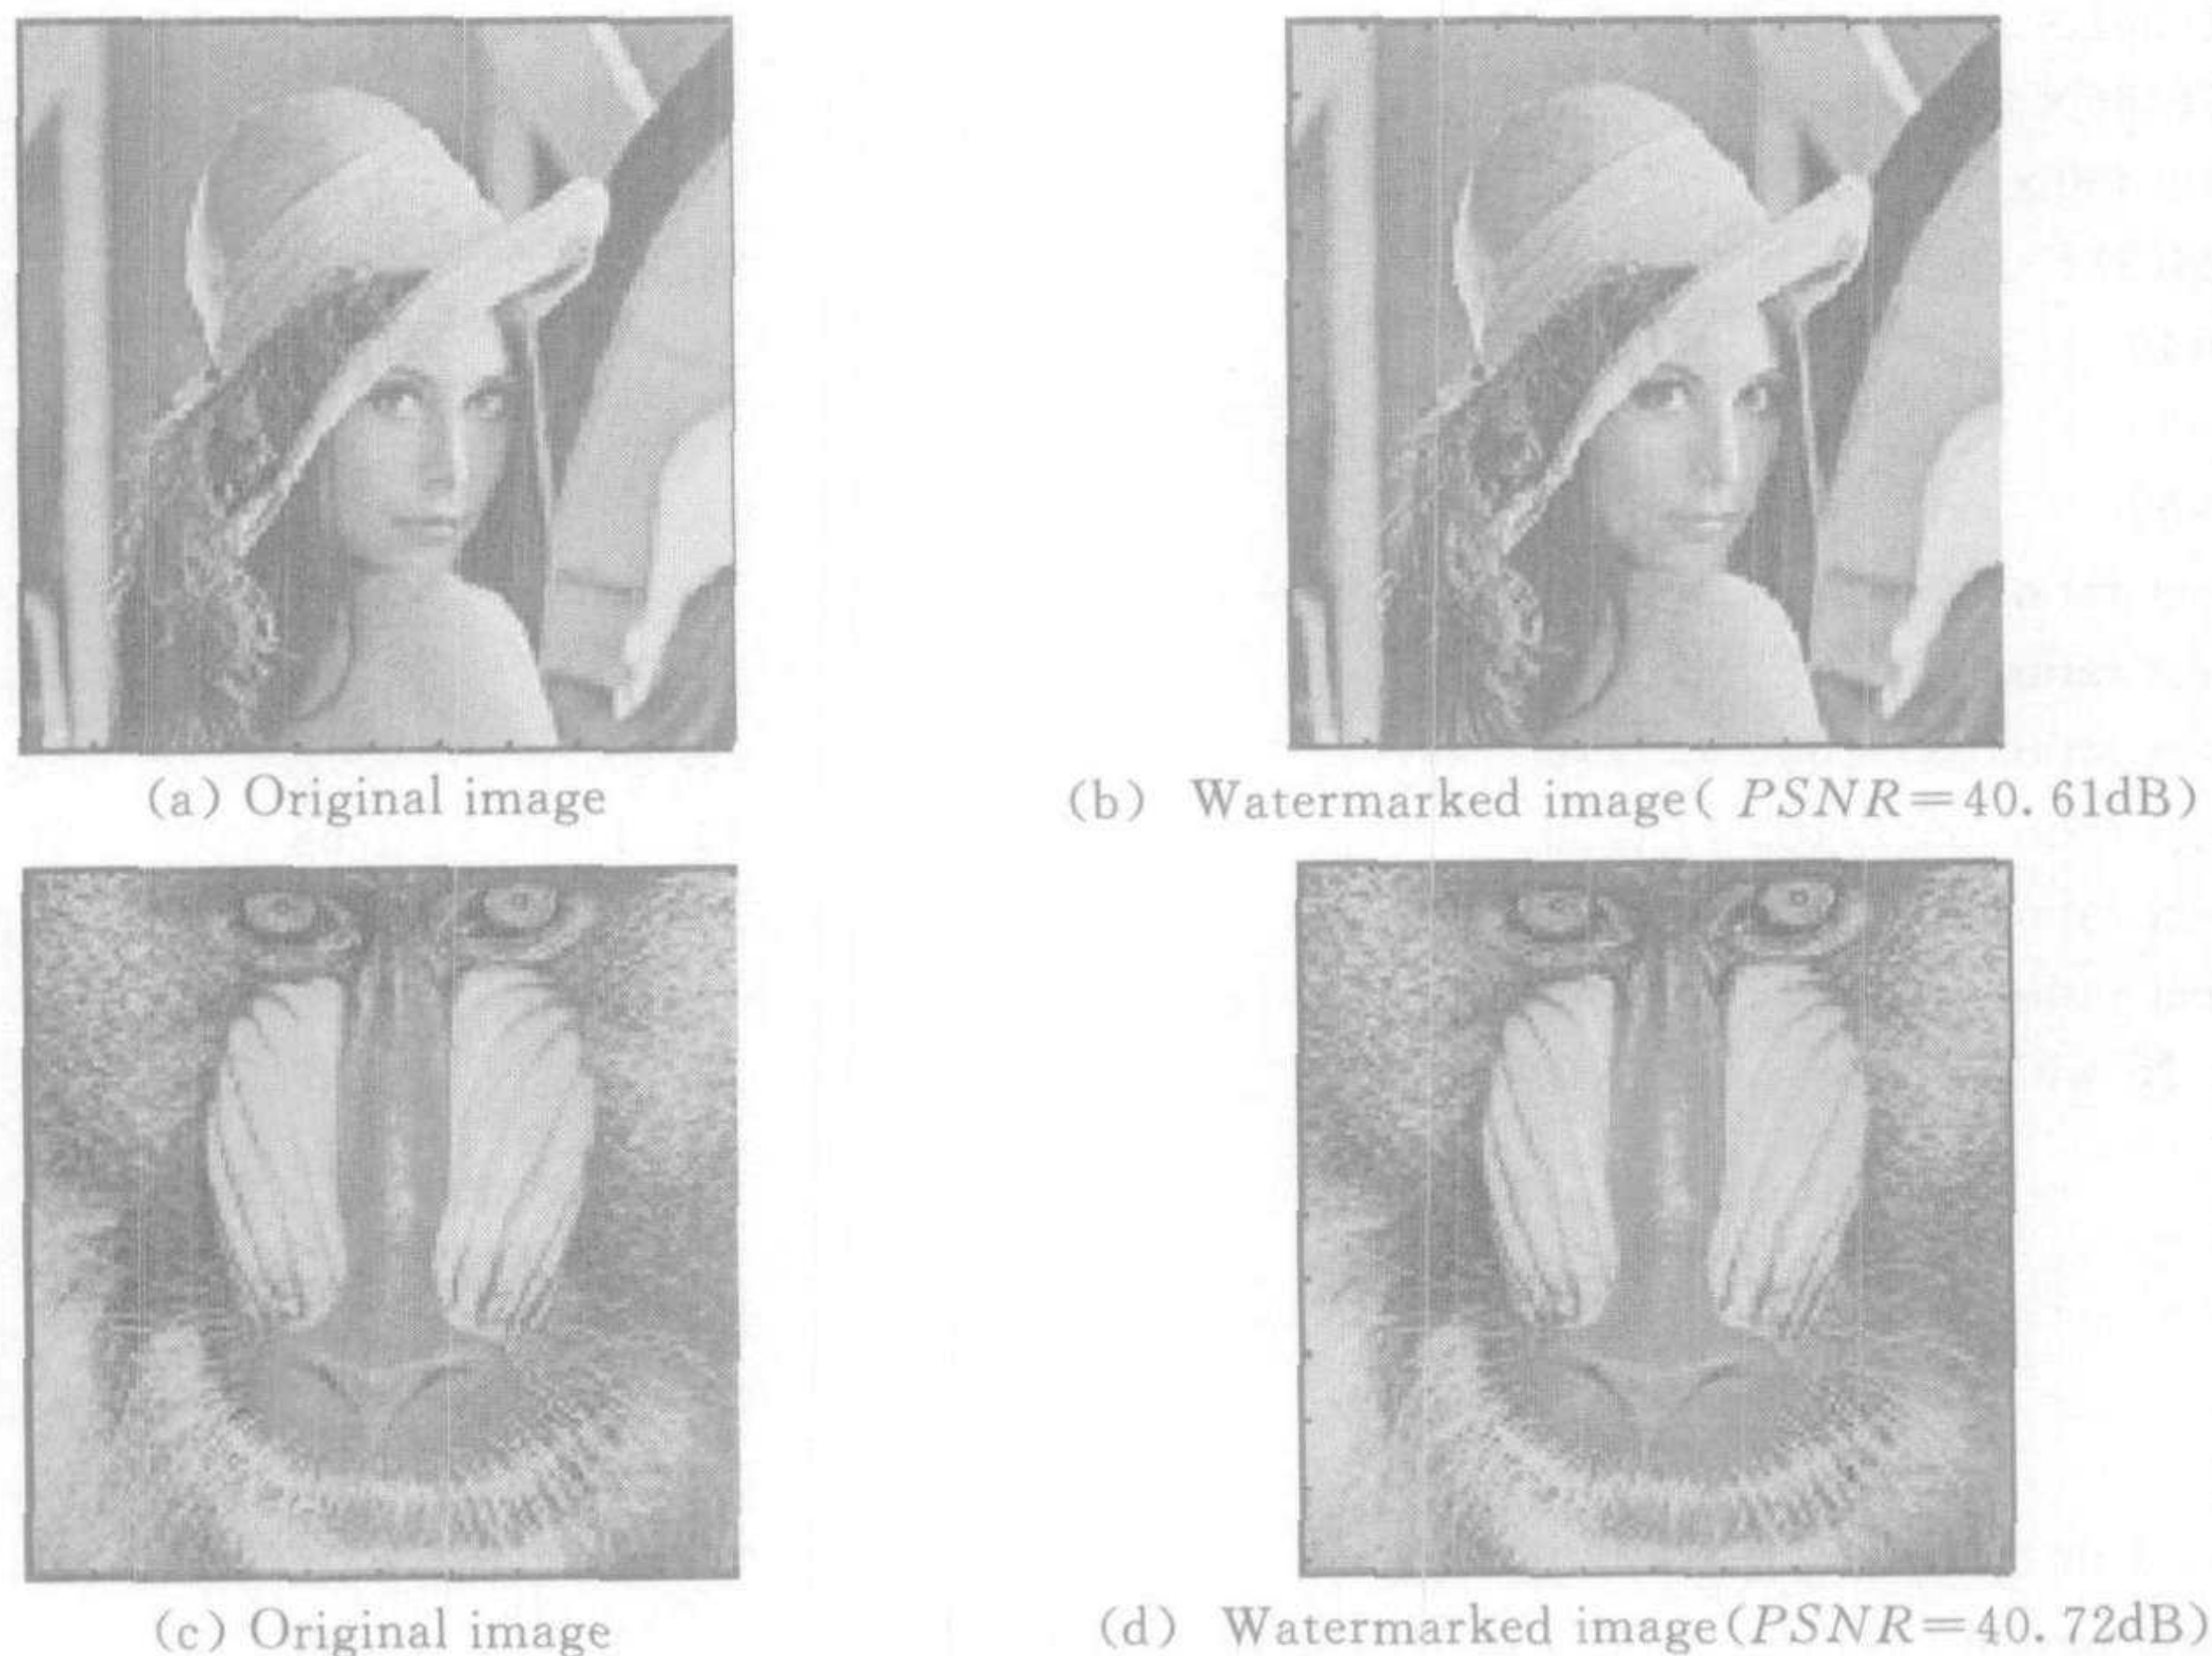 (a) Original image
(b) Watermarked image( PSNR=40. 61dB)
(c) Original image
(d) Watermarked image(PSNR=40. 72dB)